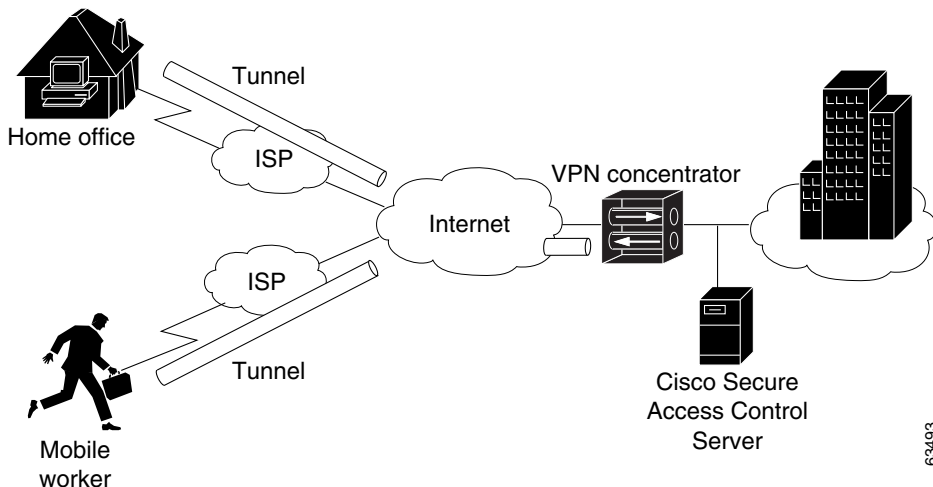 Tunnel
Home office
ISP
VPN concentrator
Internet
ISP
Tunnel
Cisco Secure
Access Control
Server
Mobile
worker
63493